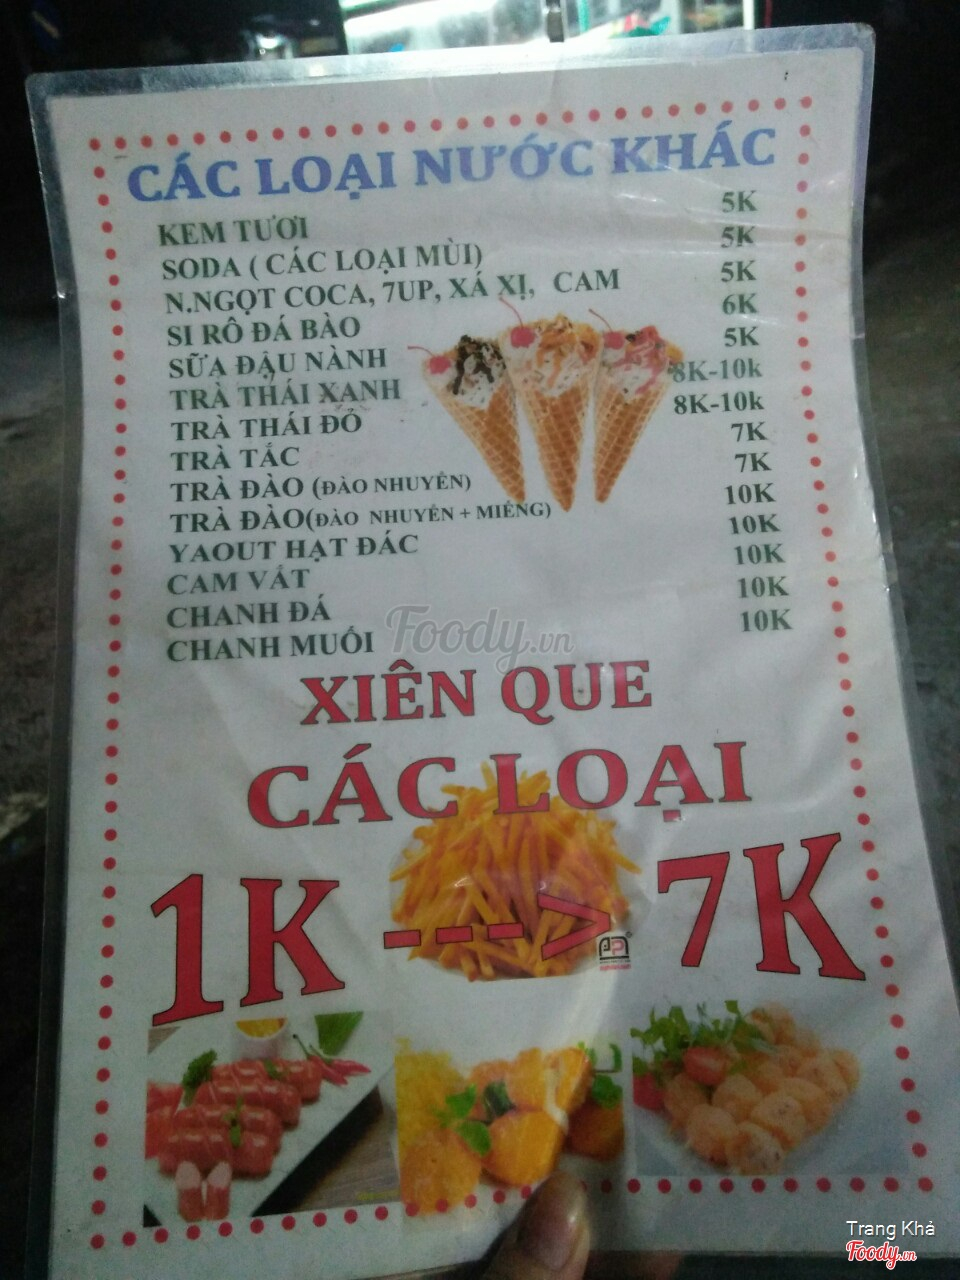 CÁC LOẠI NƯỚC KHÁC
KEM TƯƠI 5K
SODA ( CÁC LOẠI MÙI) 5K
N.NGỌT COCA, 7UP, XÁ XỊ, CAM 5K
SI RÔ ĐÁ BÀO 6K
SỮA ĐẬU NÀNH 5K
TRÀ THÁI XANH 8K-10k
TRÀ THÁI ĐỎ 8K-10k
TRÀ TẮC 7K
TRÀ ĐÀO (ĐÀO NHUYỄN) 7K
TRÀ ĐÀO(ĐÀO NHUYỄN + MIẾNG) 10K
YAOUT HẠT ĐÁC 10K
CAM VẮT 10K
CHANH ĐÁ 10K
CHANH MUỐI 10K
Foody.vn
XIÊN QUE
CÁC LOẠI
1K ---> 7K
Trang Khả
Foody.vn